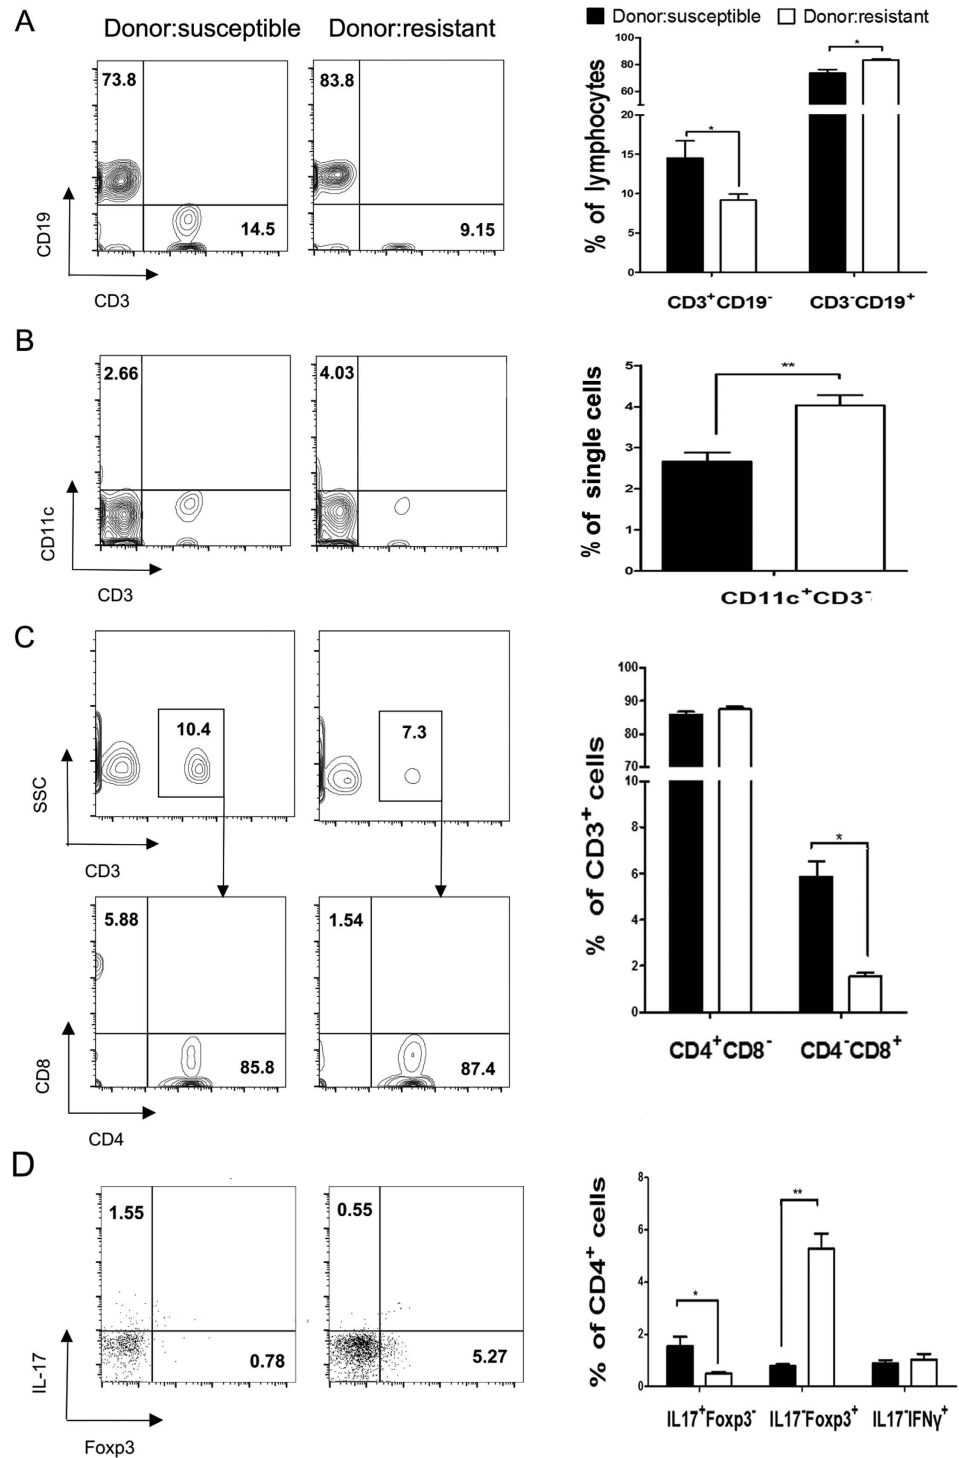 A
Donor:susceptible
Donor:resistant
73.8
14.5
83.8
9.15
CD19
CD3
Donor:susceptible
Donor:resistant
% of lymphocytes
100
80
60
20
15
10
5
0
*
*
CD3+CD19-
CD3-CD19+
B
2.66
4.03
CD11c
CD3
% of single cells
5
4
3
2
1
0
**
CD11c+CD3-
C
10.4
7.3
SSC
CD3
5.88
85.8
1.54
87.4
CD8
CD4
% of CD3+ cells
100
90
80
70
10
8
6
4
2
0
*
CD4+CD8-
CD4-CD8+
D
1.55
0.78
0.55
5.27
IL-17
Foxp3
% of CD4+ cells
8
6
4
2
0
*
**
IL17+Foxp3-
IL17-Foxp3+
IL17-IFNγ+